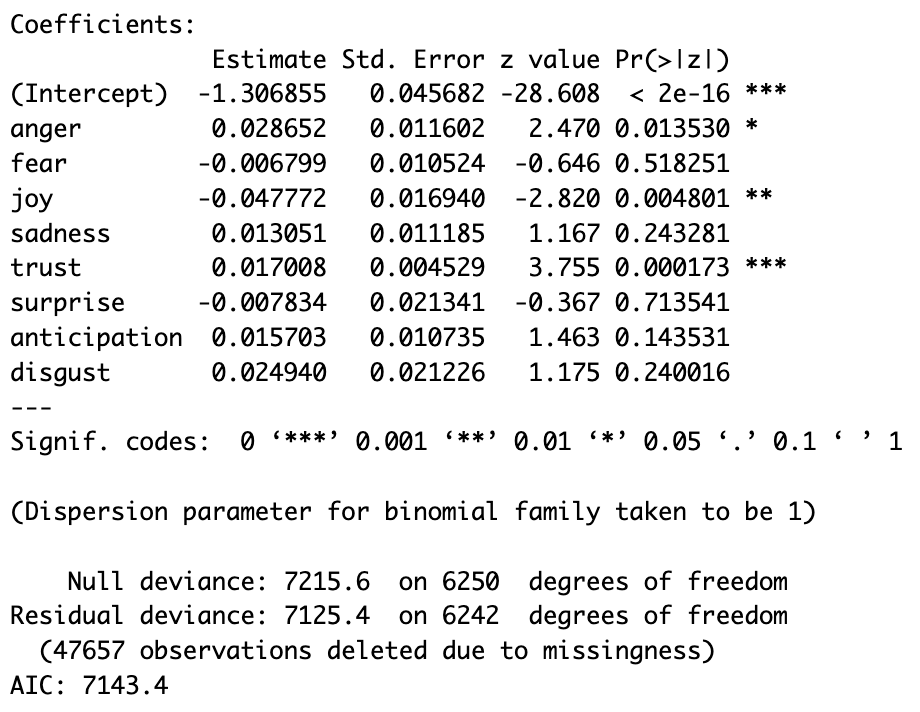 Coefficients:
Estimate Std. Error z value Pr(>|z|)
(Intercept) -1.306855 0.045682 -28.608 < 2e-16 ***
anger 0.028652 0.011602 2.470 0.013530 *
fear -0.006799 0.010524 -0.646 0.518251
joy -0.047772 0.016940 -2.820 0.004801 **
sadness 0.013051 0.011185 1.167 0.243281
trust 0.017008 0.004529 3.755 0.000173 ***
surprise -0.007834 0.021341 -0.367 0.713541
anticipation 0.015703 0.010735 1.463 0.143531
disgust 0.024940 0.021226 1.175 0.240016
---
Signif. codes: 0 ‘***’ 0.001 ‘**’ 0.01 ‘*’ 0.05 ‘.’ 0.1 ‘ ’ 1
(Dispersion parameter for binomial family taken to be 1)
Null deviance: 7215.6 on 6250 degrees of freedom
Residual deviance: 7125.4 on 6242 degrees of freedom
(47657 observations deleted due to missingness)
AIC: 7143.4